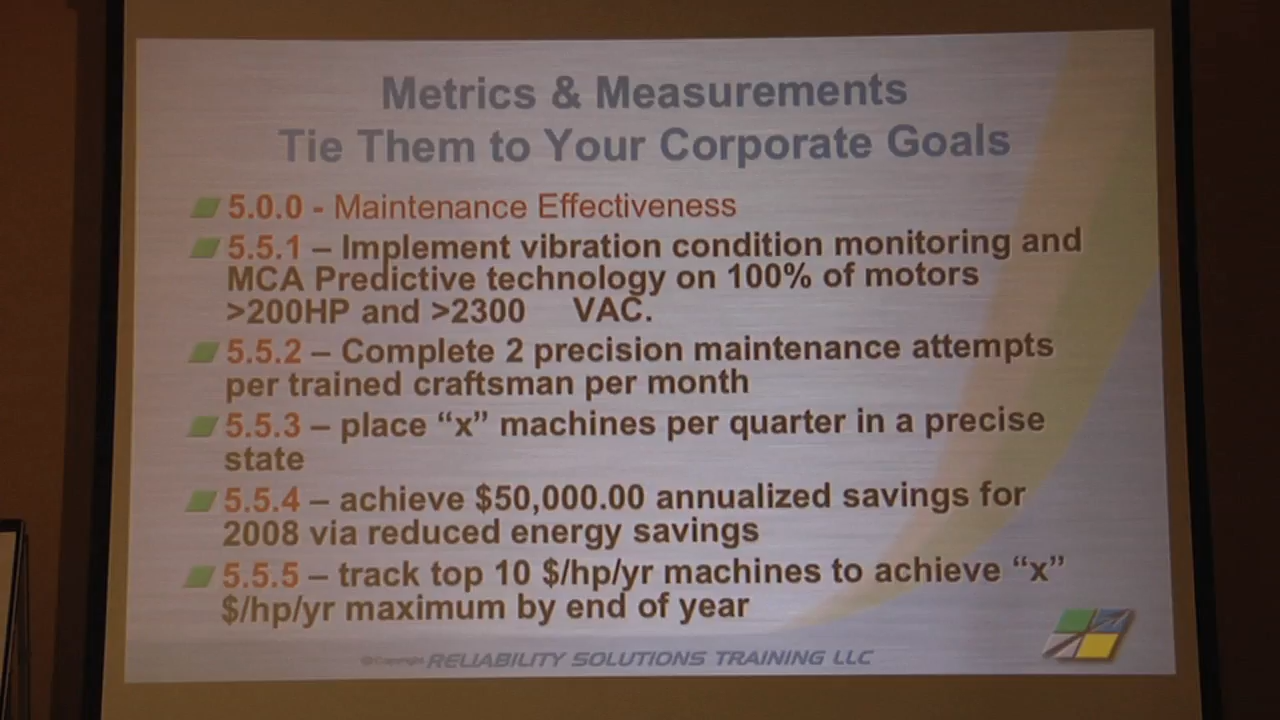 Metrics & Measurements
Tie Them to Your Corporate Goals
5.0.0 - Maintenance Effectiveness
5.5.1 – Implement vibration condition monitoring and
MCA Predictive technology on 100% of motors
>200HP and >2300 VAC.
5.5.2 – Complete 2 precision maintenance attempts
per trained craftsman per month
5.5.3 – place “x” machines per quarter in a precise
state
5.5.4 – achieve $50,000.00 annualized savings for
2008 via reduced energy savings
5.5.5 – track top 10 $/hp/yr machines to achieve “x”
$/hp/yr maximum by end of year
© Copyright RELIABILITY SOLUTIONS TRAINING LLC